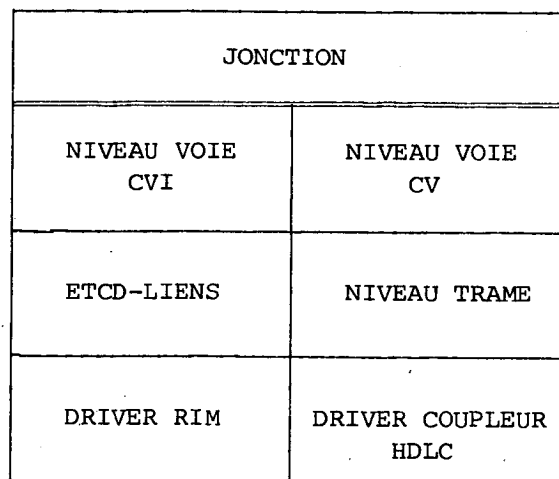 JONCTION
NIVEAU VOIE
CVI
NIVEAU VOIE
CV
ETCD-LIENS
NIVEAU TRAME
DRIVER RIM
DRIVER COUPLEUR
HDLC